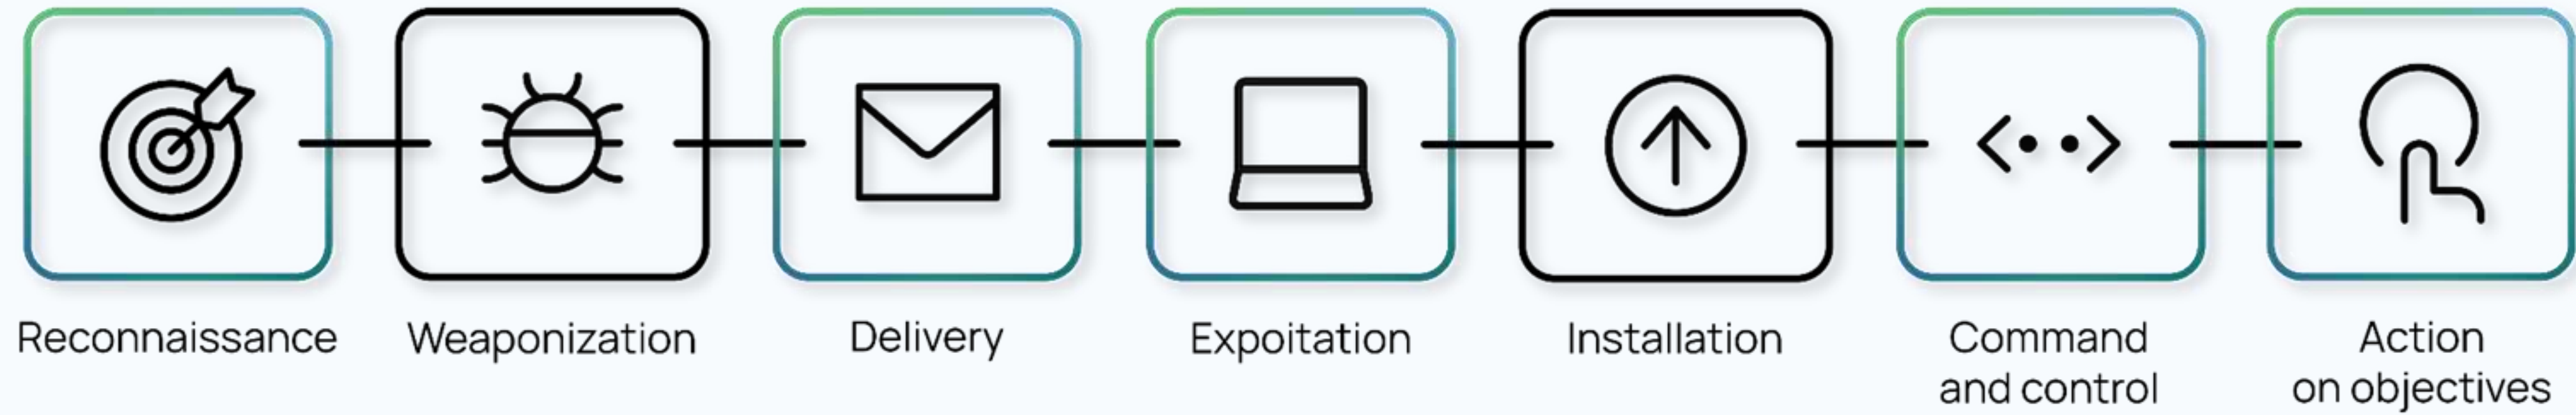 Reconnaissance
Weaponization
Delivery
Expoitation
Installation
Command
and control
Action
on objectives